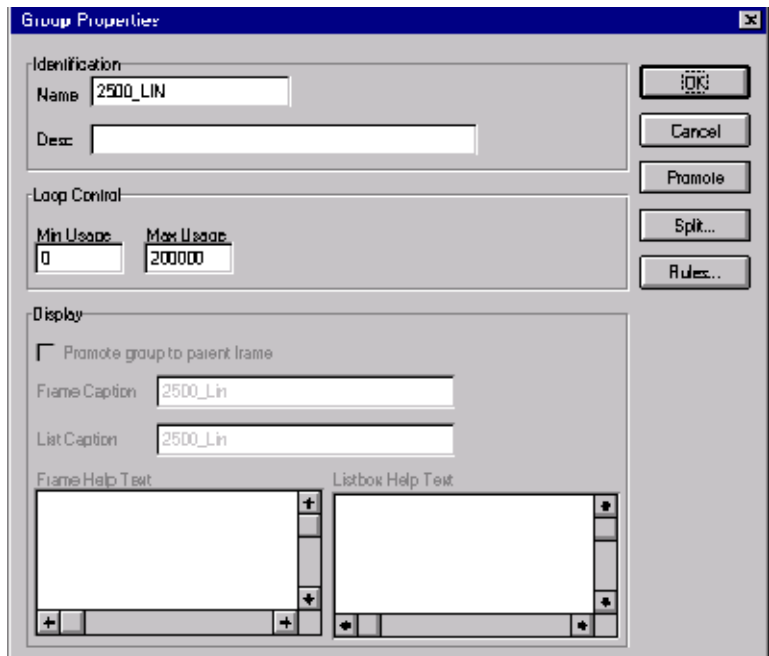 Group Properties
Identification
Name 2500_LIN
Desc
OK
Cancel
Promote
Split...
Rules...
Loop Control
Min Usage Max Usage
0 200000
Display
Promote group to parent frame
Frame Caption 2500_Lin
List Caption 2500_Lin
Frame Help Text Listbox Help Text